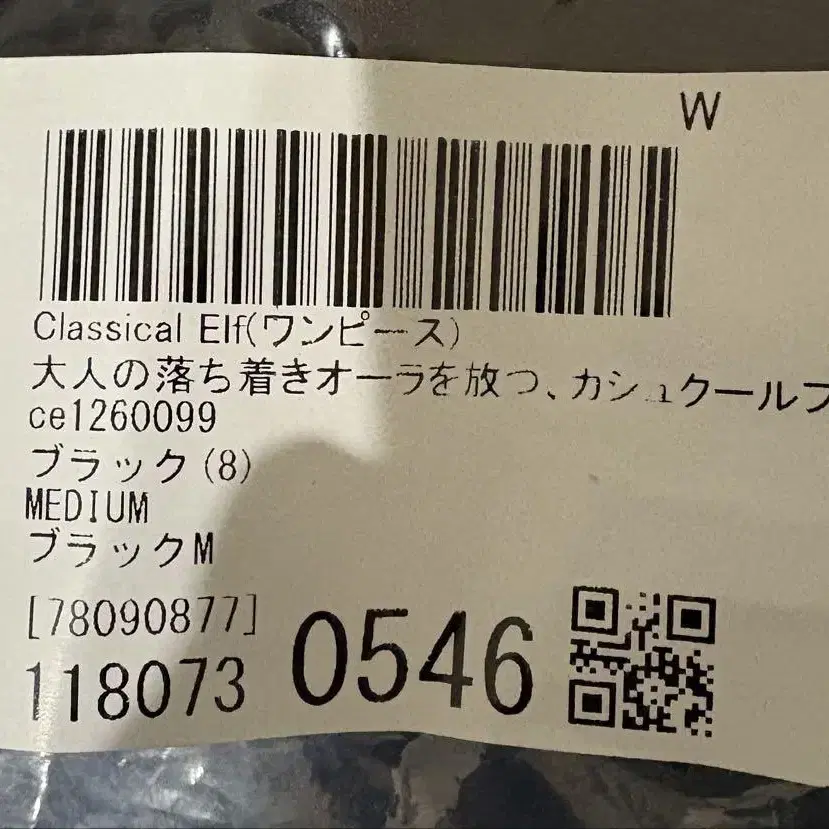 W
Classical Elf(ワンピース)
大人の落ち着きオーラを放つ、カシュクールフ
ce1260099
ブラック(8)
MEDIUM
ブラックM
[78090877]
118073 0546